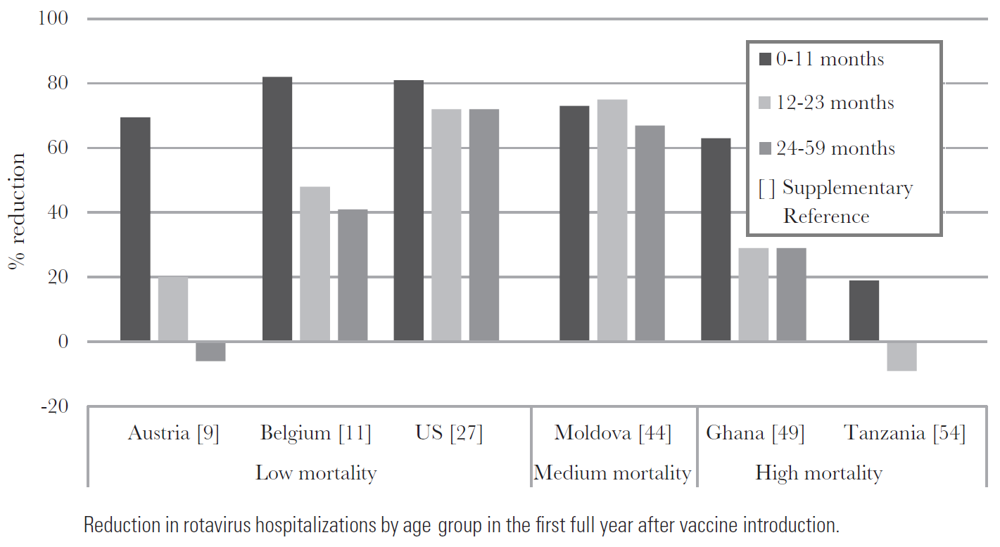 100
80
60
40
20
0
-20
% reduction
0-11 months
12-23 months
24-59 months
[ ] Supplementary
Reference
Austria [9]
Belgium [11]
US [27]
Moldova [44]
Ghana [49]
Tanzania [54]
Low mortality
Medium mortality
High mortality
Reduction in rotavirus hospitalizations by age group in the first full year after vaccine introduction.